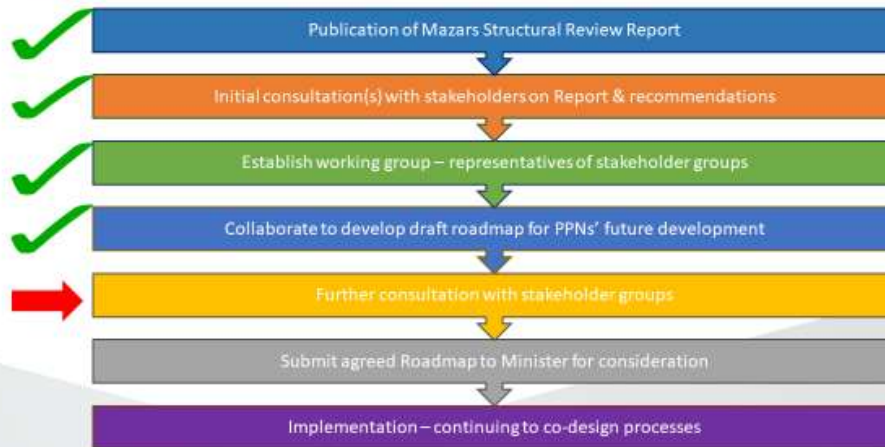 Publication of Mazars Structural Review Report
Initial consultation(s) with stakeholders on Report & recommendations
Establish working group – representatives of stakeholder groups
Collaborate to develop draft roadmap for PPNs' future development
Further consultation with stakeholder groups
Submit agreed Roadmap to Minister for consideration
Implementation – continuing to co-design processes